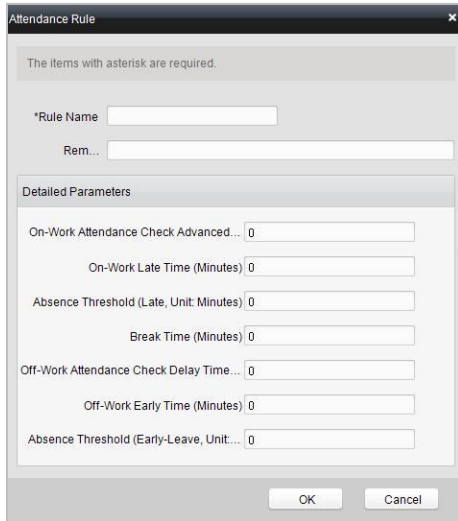 Attendance Rule ×
The items with asterisk are required.
*Rule Name
Rem...
Detailed Parameters
On-Work Attendance Check Advanced... 0
On-Work Late Time (Minutes) 0
Absence Threshold (Late, Unit: Minutes) 0
Break Time (Minutes) 0
Off-Work Attendance Check Delay Time... 0
Off-Work Early Time (Minutes) 0
Absence Threshold (Early-Leave, Unit:... 0
OK Cancel